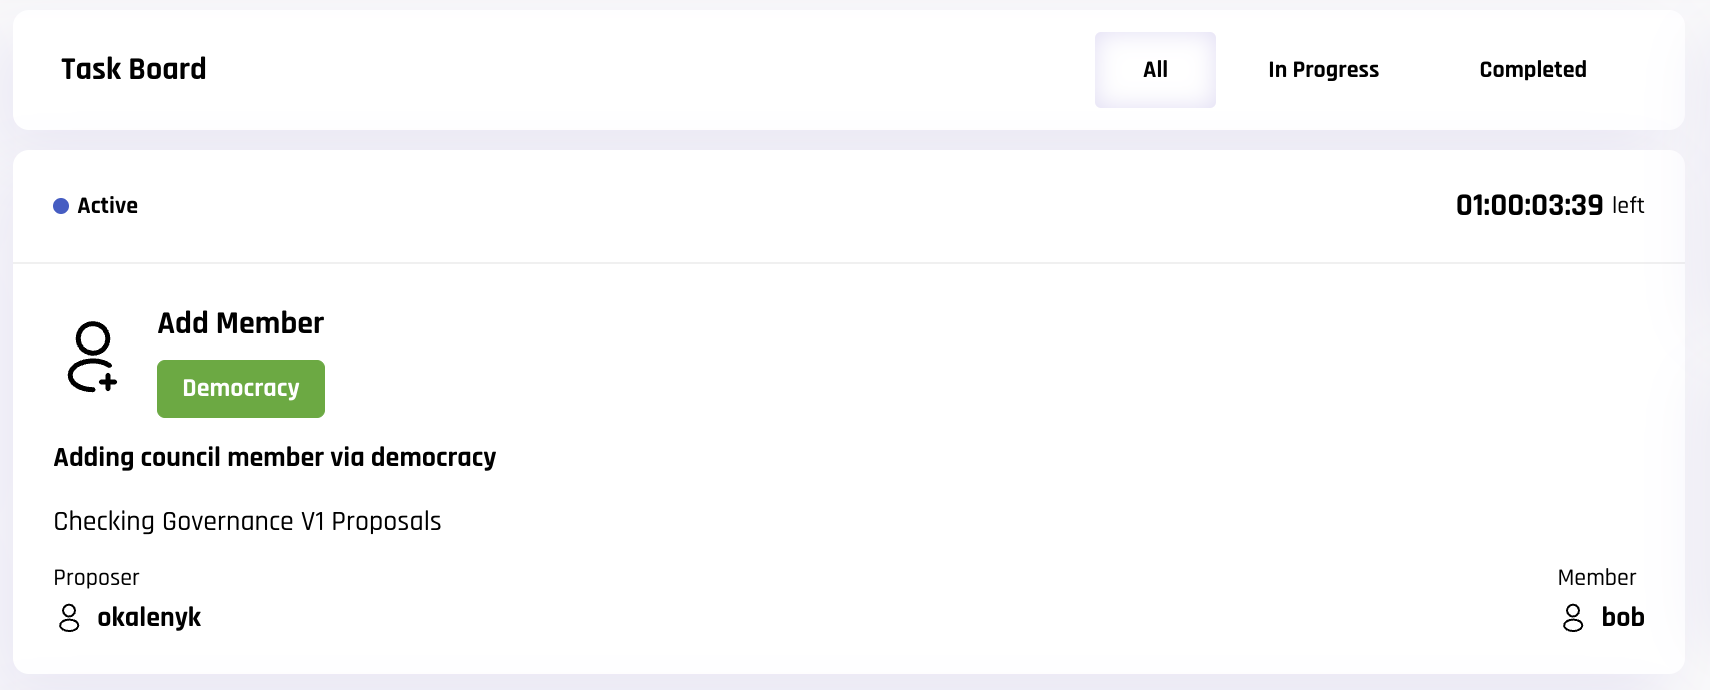 Task Board
All
In Progress
Completed
Active
01:00:03:39 left
Add Member
Democracy
Adding council member via democracy
Checking Governance V1 Proposals
Proposer
Member
okalenyk
bob